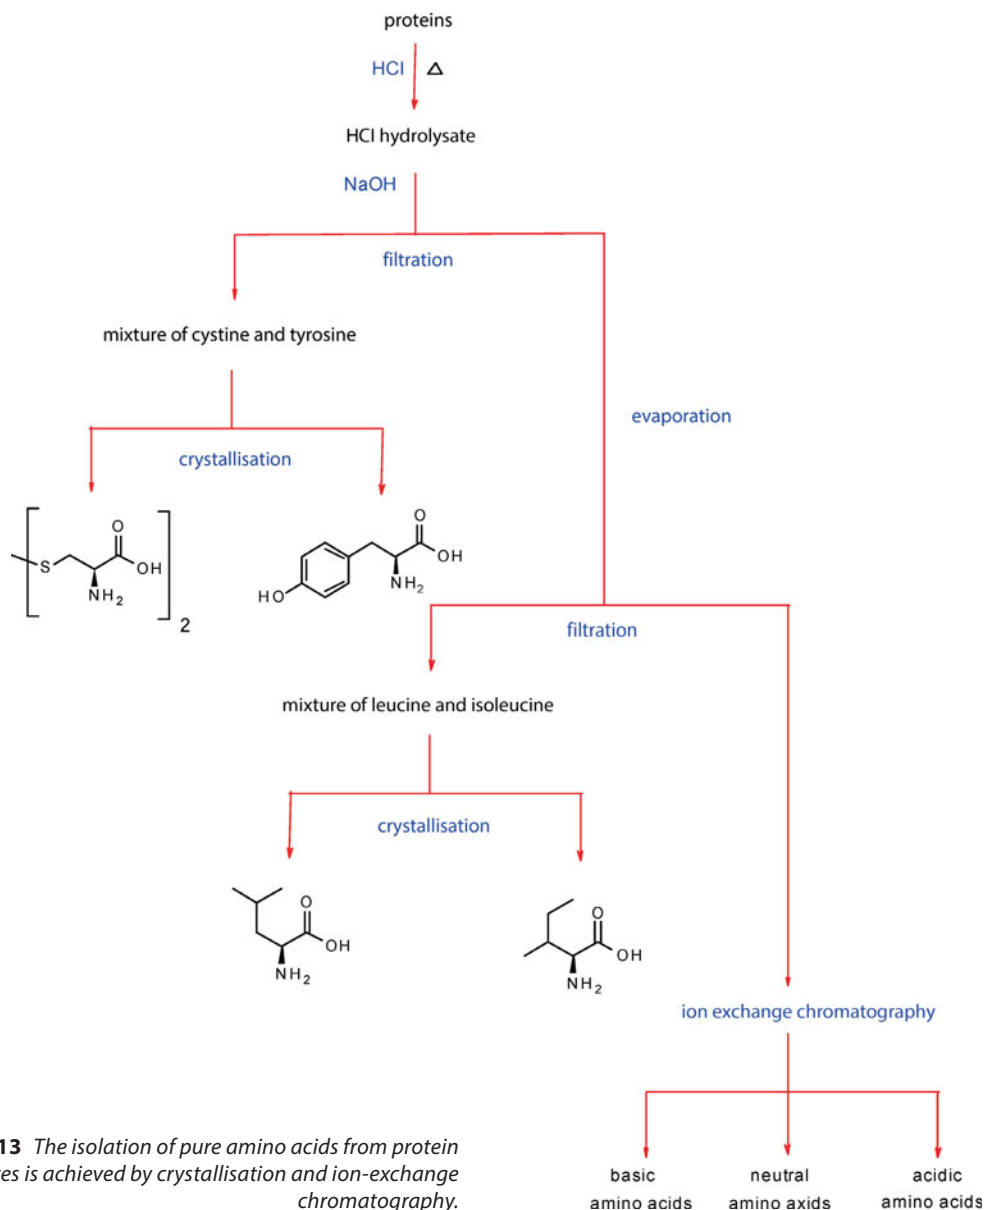 proteins
HCl Δ
HCl hydrolysate
NaOH
filtration
mixture of cystine and tyrosine
evaporation
crystallisation
O
S
OH
NH2
2
O
OH
NH2
HO
filtration
mixture of leucine and isoleucine
crystallisation
O
OH
NH2
O
OH
NH2
ion exchange chromatography
13 The isolation of pure amino acids from protein
es is achieved by crystallisation and ion-exchange
chromatography.
basic
amino acids
neutral
amino axids
acidic
amino acids